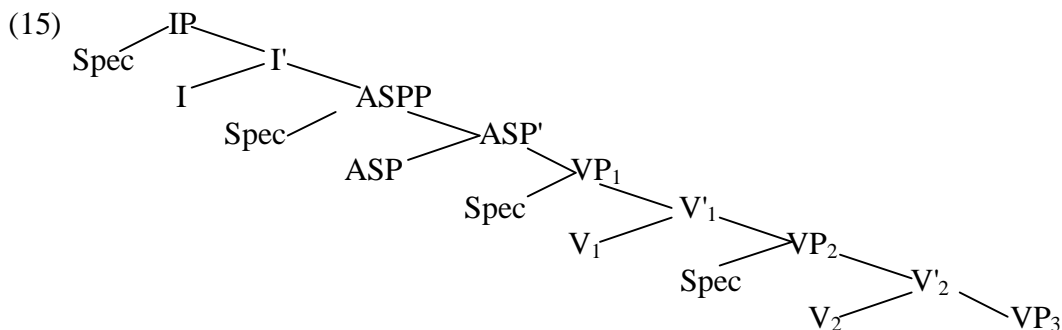 (15) IP
Spec I'
I ASPP
Spec ASP'
ASP VP₁
Spec V'₁
V₁ VP₂
Spec V'₂
V₂ VP₃